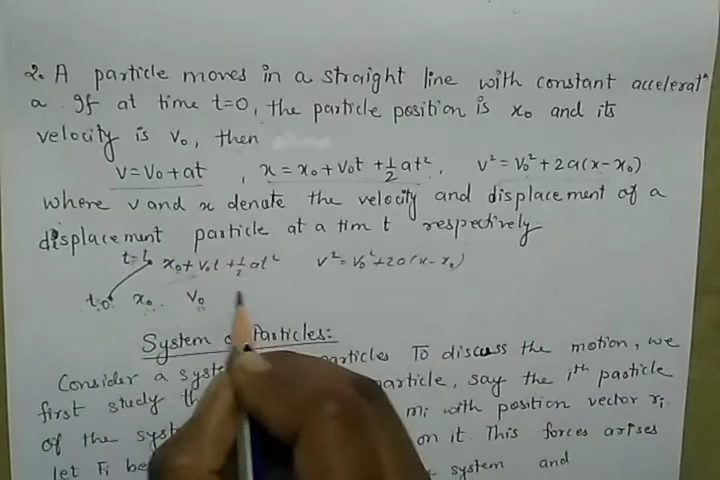 2. A particle moves in a straight line with constant acceleratⁿ
a. If at time t=0, the particle position is x₀ and its
velocity is v₀, then
v=v₀+at, x=x₀+v₀t+½at², v²=v₀²+2a(x-x₀)
where v and x denote the velocity and displacement of a
displacement particle at a tim t respectively
x₀+v₀t+½at² v²=v₀²+2a(x-x₀)
t=0 x₀ v₀
System of Particles:
Consider a syste particles To discuss the motion, we
first study th particle, say the iᵗʰ particle
of the syst mᵢ with position vector rᵢ.
let Fᵢ be on it. This forces arises
system and